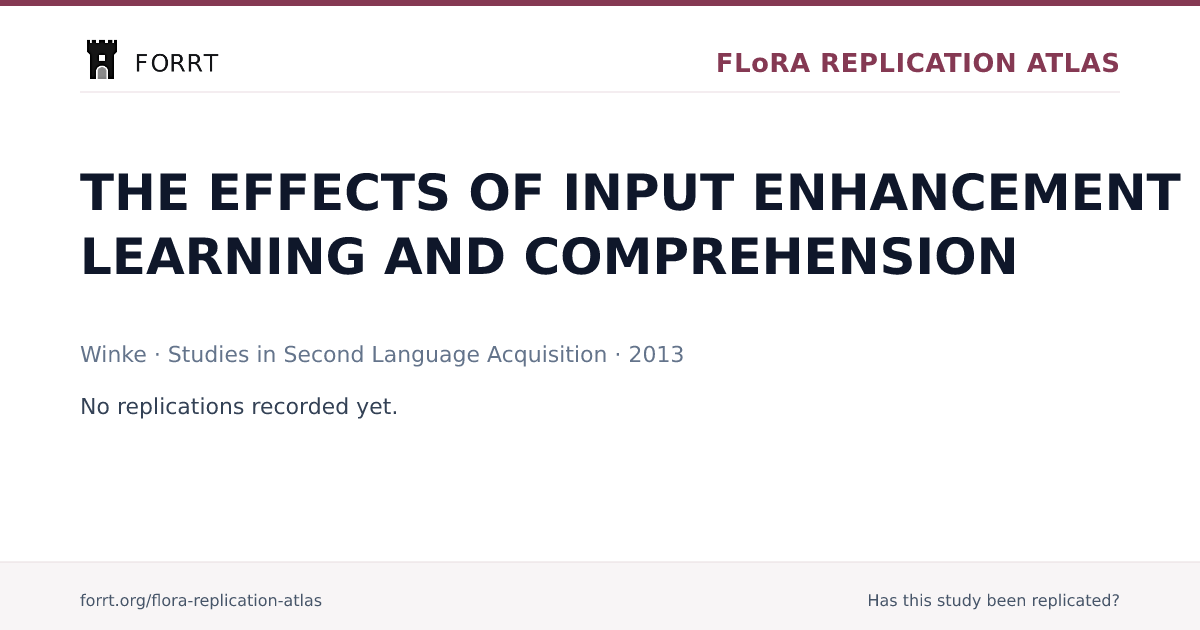 FORRT
FLoRA REPLICATION ATLAS
THE EFFECTS OF INPUT ENHANCEMENT
LEARNING AND COMPREHENSION
Winke · Studies in Second Language Acquisition · 2013
No replications recorded yet.
forrt.org/flora-replication-atlas
Has this study been replicated?